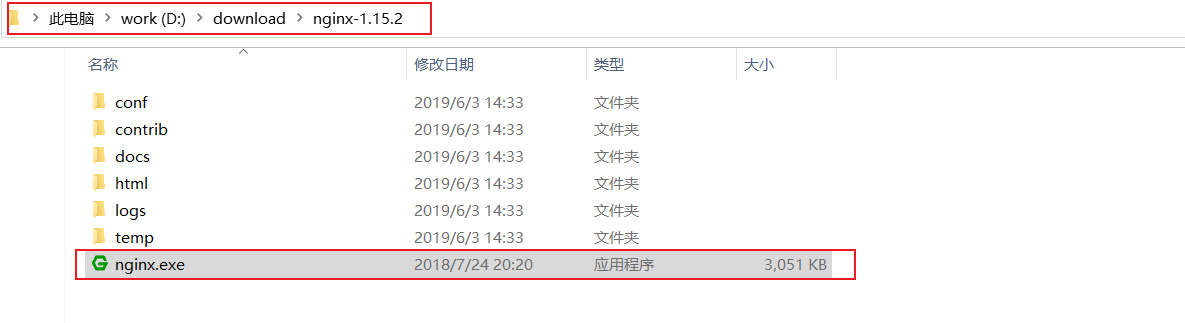 此电脑 > work (D:) > download > nginx-1.15.2
名称 修改日期 类型 大小
conf 2019/6/3 14:33 文件夹
contrib 2019/6/3 14:33 文件夹
docs 2019/6/3 14:33 文件夹
html 2019/6/3 14:33 文件夹
logs 2019/6/3 14:33 文件夹
temp 2019/6/3 14:33 文件夹
nginx.exe 2018/7/24 20:20 应用程序 3,051 KB